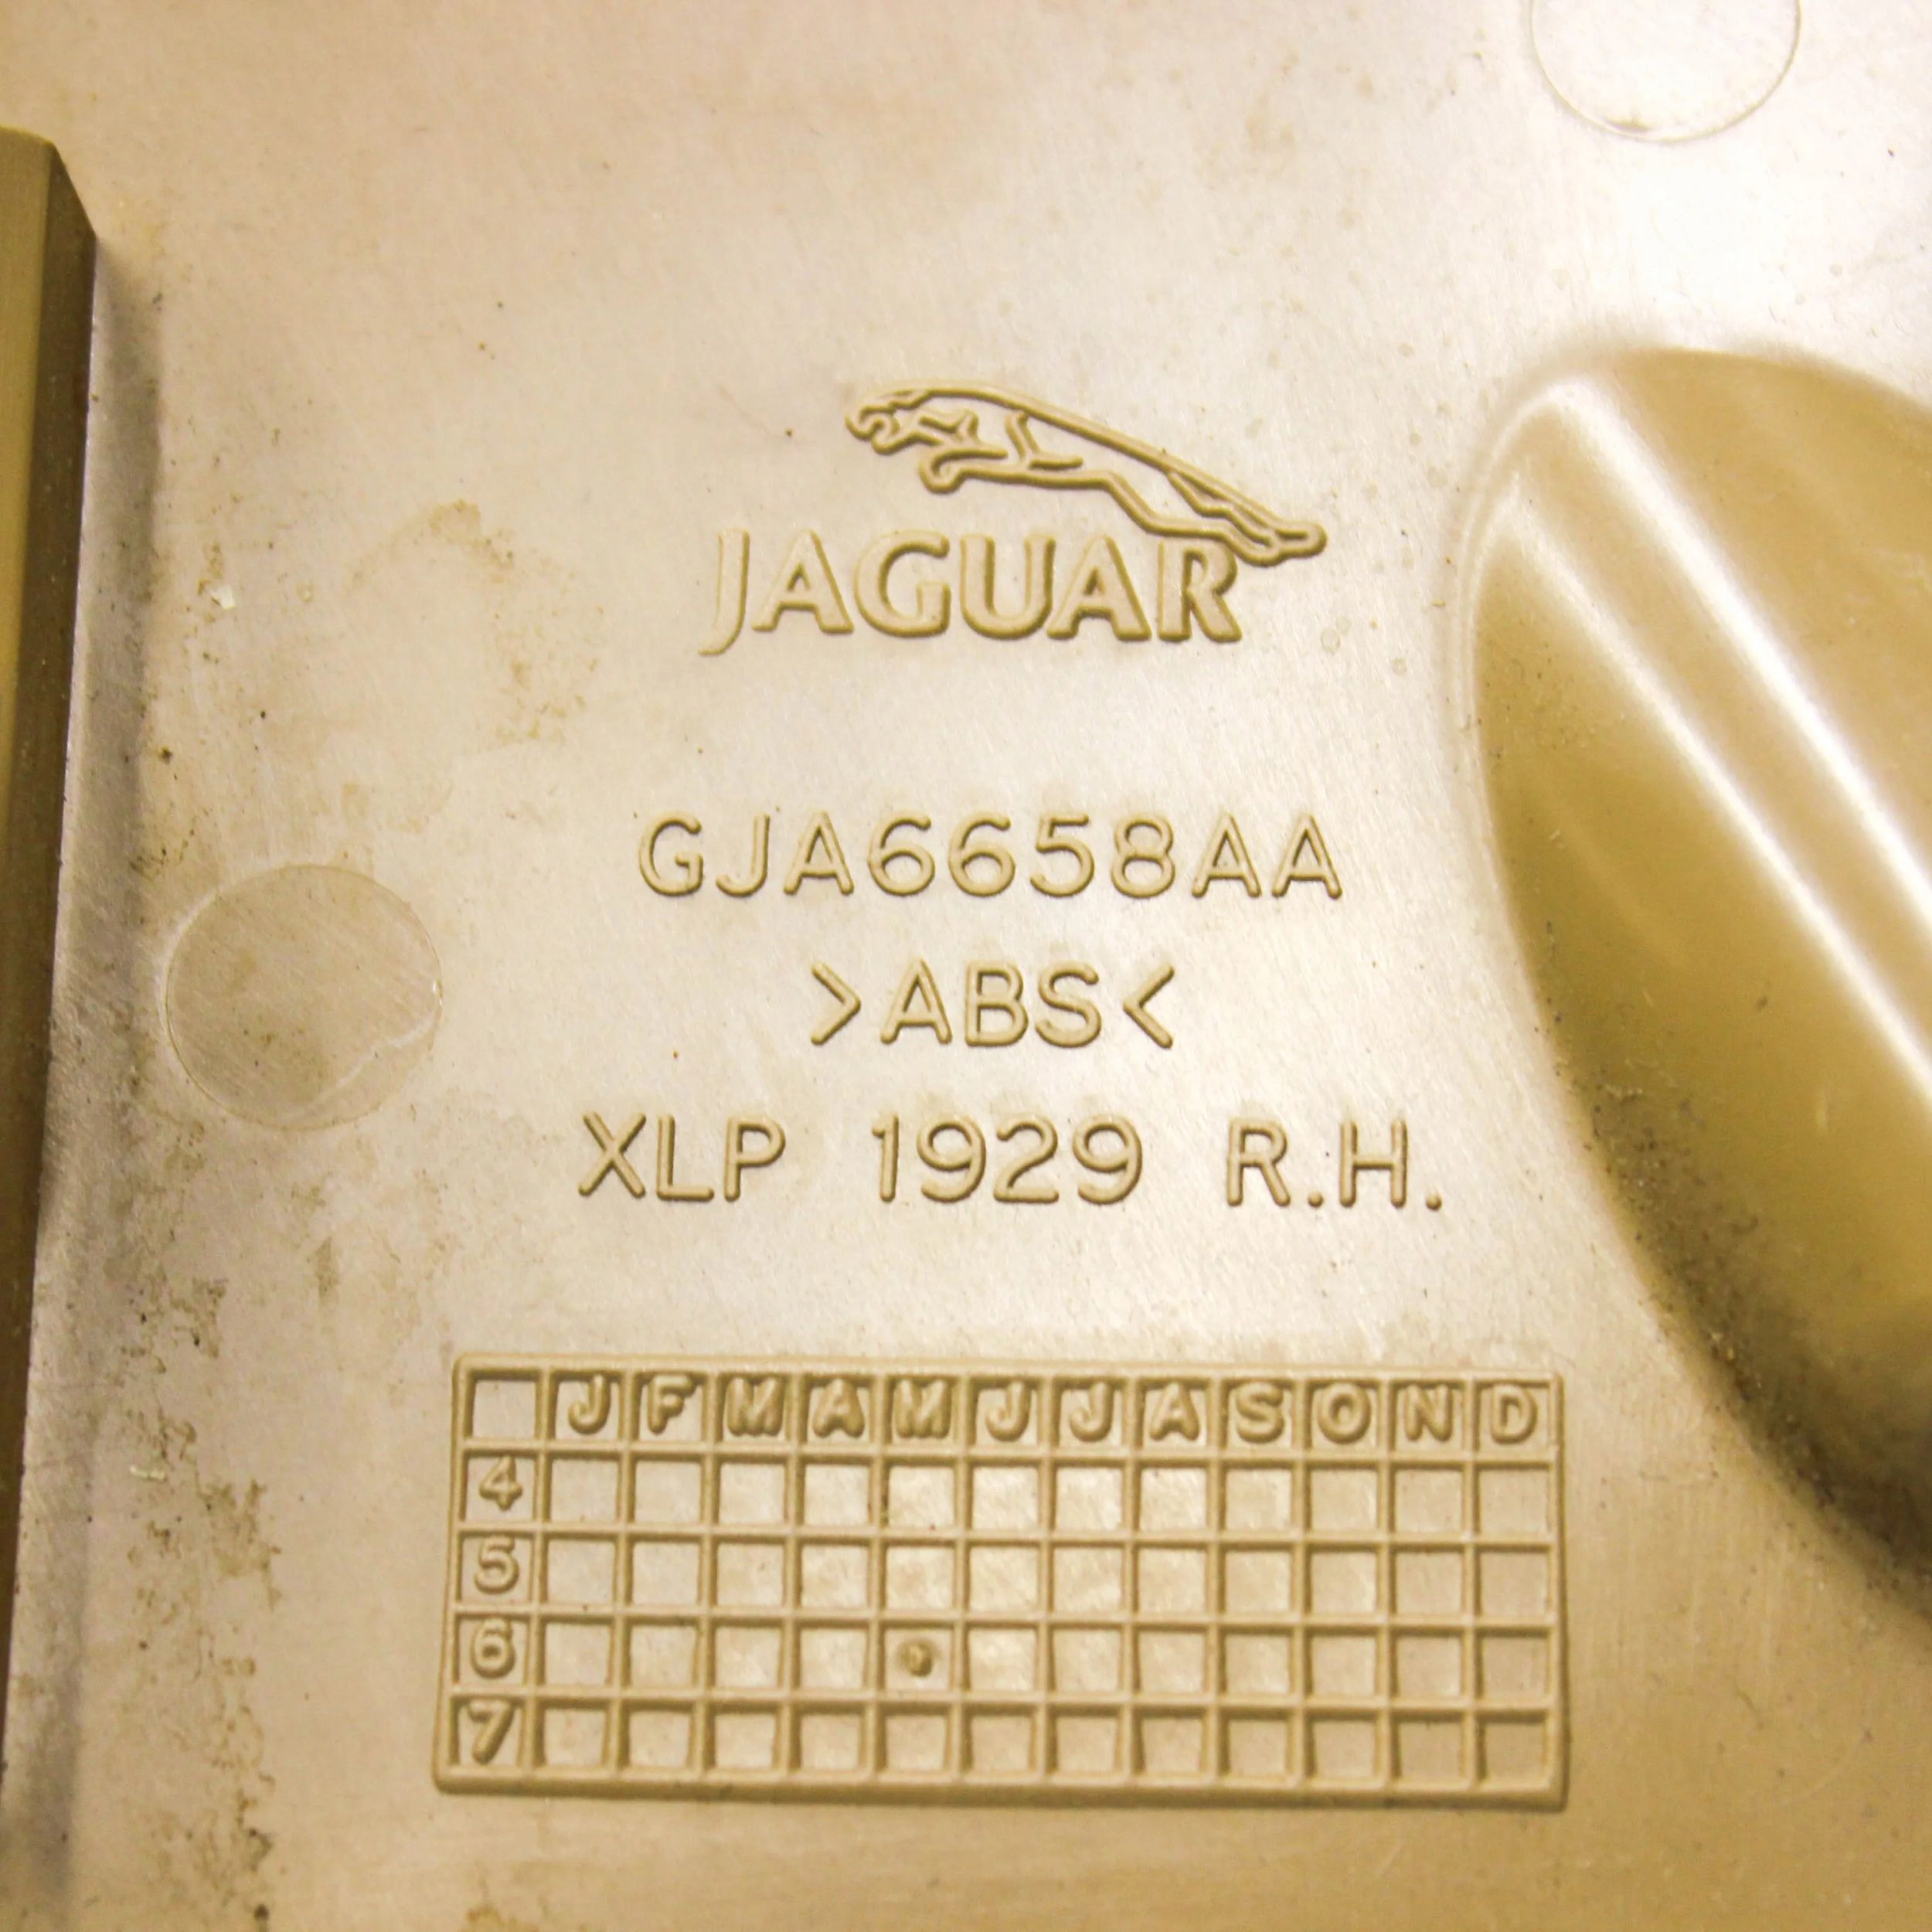 JAGUAR
GJA6658AA
>ABS<
XLP 1929 R.H.
J F M A M J J A S O N D
4
5
6
7